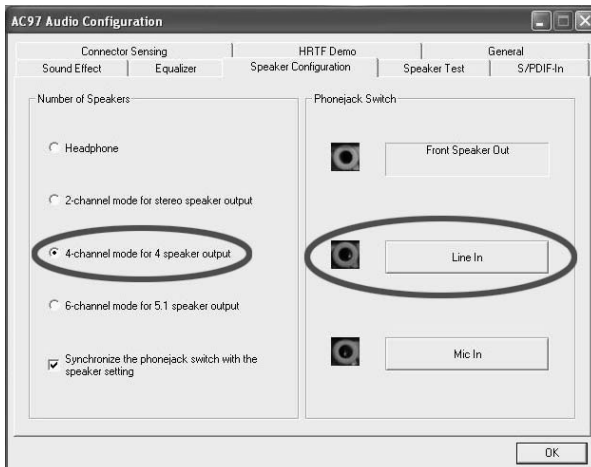 AC97 Audio Configuration
Connector Sensing
HRTF Demo
General
Sound Effect
Equalizer
Speaker Configuration
Speaker Test
S/PDIF-In
Number of Speakers
Headphone
2-channel mode for stereo speaker output
4-channel mode for 4 speaker output
6-channel mode for 5.1 speaker output
Synchronize the phonejack switch with the
speaker setting
Phonejack Switch
Front Speaker Out
Line In
Mic In
OK